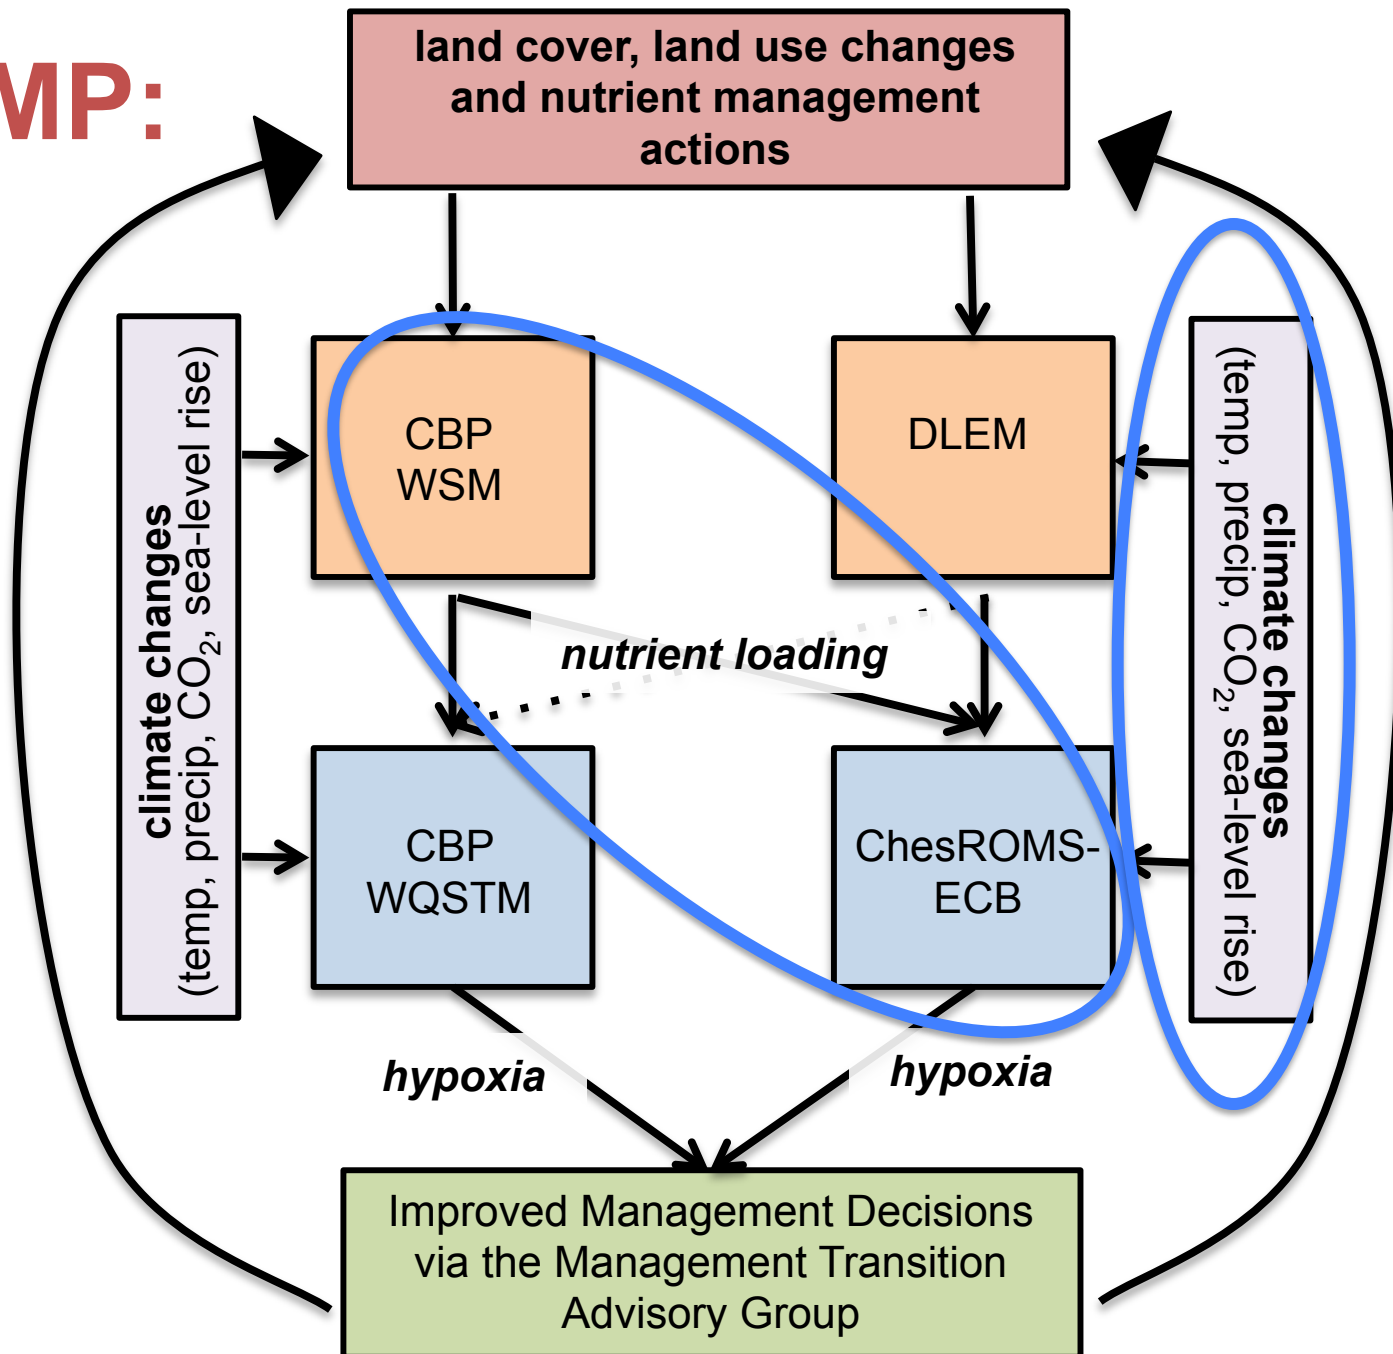 MP:
land cover, land use changes
and nutrient management
actions
climate changes
(temp, precip, CO₂, sea-level rise)
CBP
WSM
DLEM
climate changes
(temp, precip, CO₂, sea-level rise)
nutrient loading
CBP
WQSTM
ChesROMS-
ECB
hypoxia
hypoxia
Improved Management Decisions
via the Management Transition
Advisory Group